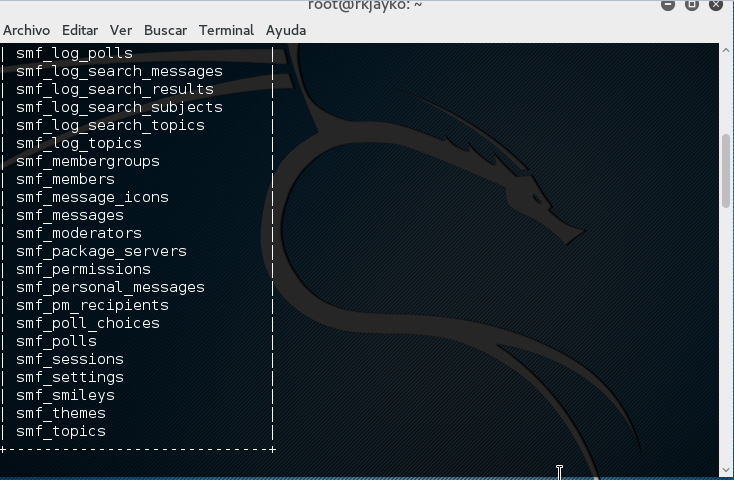 root@rkjayko: ~
Archivo Editar Ver Buscar Terminal Ayuda
| smf_log_polls |
| smf_log_search_messages |
| smf_log_search_results |
| smf_log_search_subjects |
| smf_log_search_topics |
| smf_log_topics |
| smf_membergroups |
| smf_members |
| smf_message_icons |
| smf_messages |
| smf_moderators |
| smf_package_servers |
| smf_permissions |
| smf_personal_messages |
| smf_pm_recipients |
| smf_poll_choices |
| smf_polls |
| smf_sessions |
| smf_settings |
| smf_smileys |
| smf_themes |
| smf_topics |
+-----------------------------+